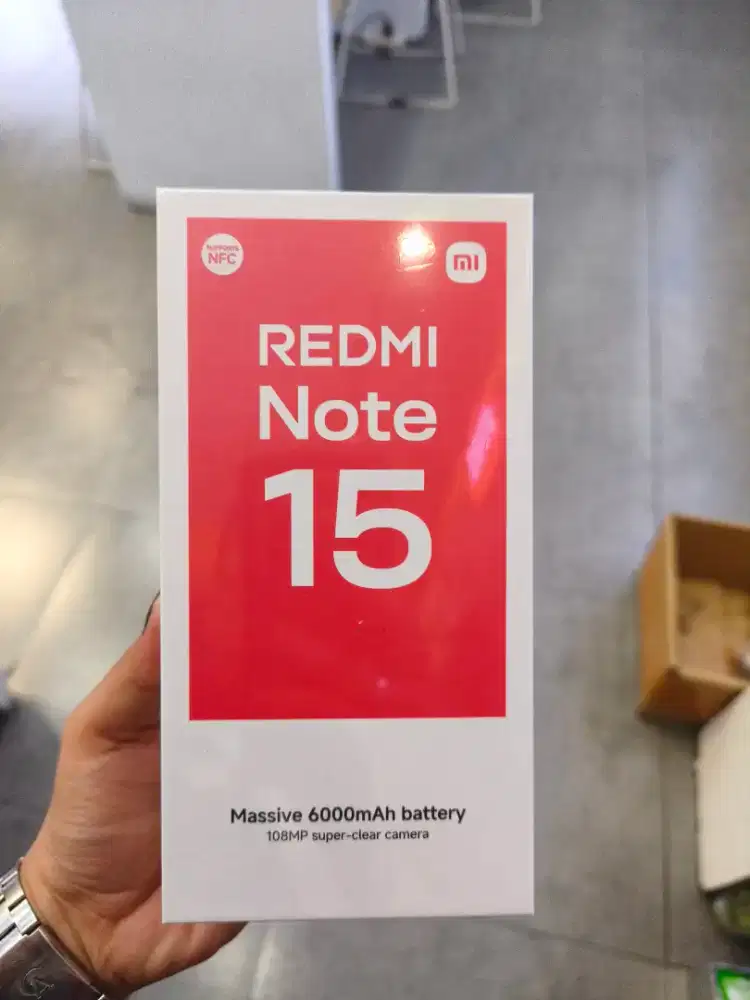 SUPPORTS
NFC
mi
REDMI
Note
15
Massive 6000mAh battery
108MP super-clear camera